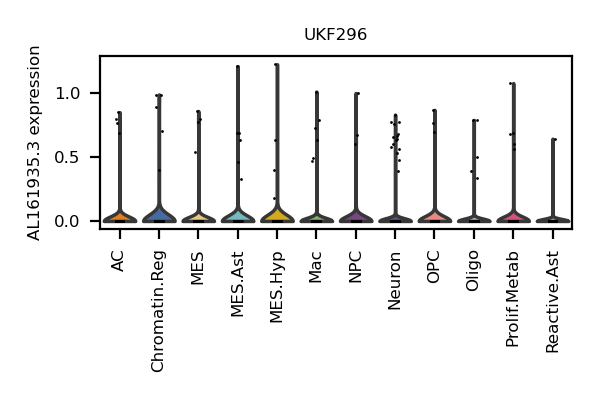 UKF296
AL161935.3 expression
1.0
0.5
0.0
AC
Chromatin.Reg
MES
MES.Ast
MES.Hyp
Mac
NPC
Neuron
OPC
Oligo
Prolif.Metab
Reactive.Ast